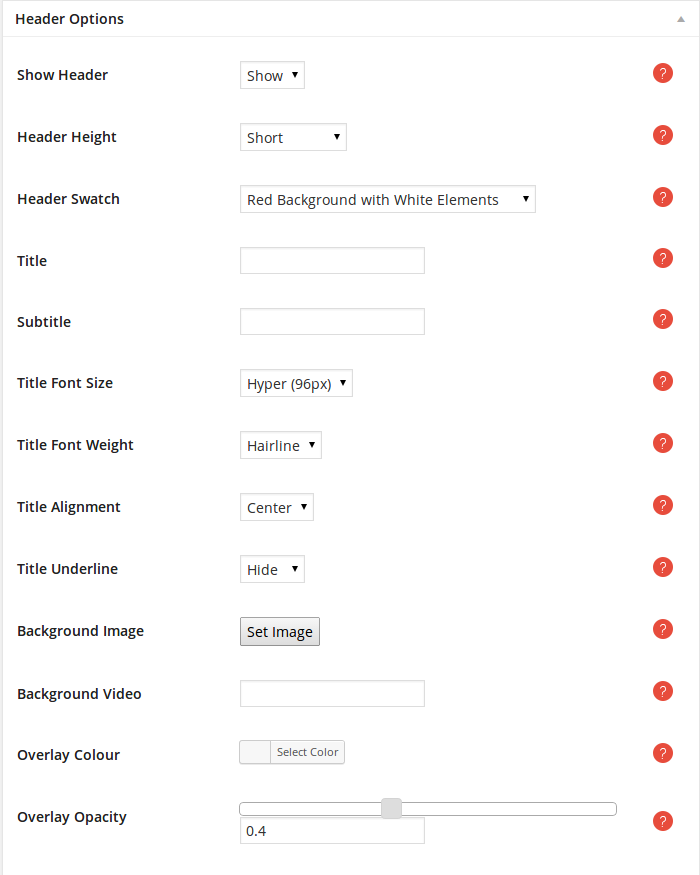 Header Options
Show Header Show ?
Header Height Short ?
Header Swatch Red Background with White Elements ?
Title ?
Subtitle ?
Title Font Size Hyper (96px) ?
Title Font Weight Hairline ?
Title Alignment Center ?
Title Underline Hide ?
Background Image Set Image ?
Background Video ?
Overlay Colour Select Color ?
Overlay Opacity ?
0.4